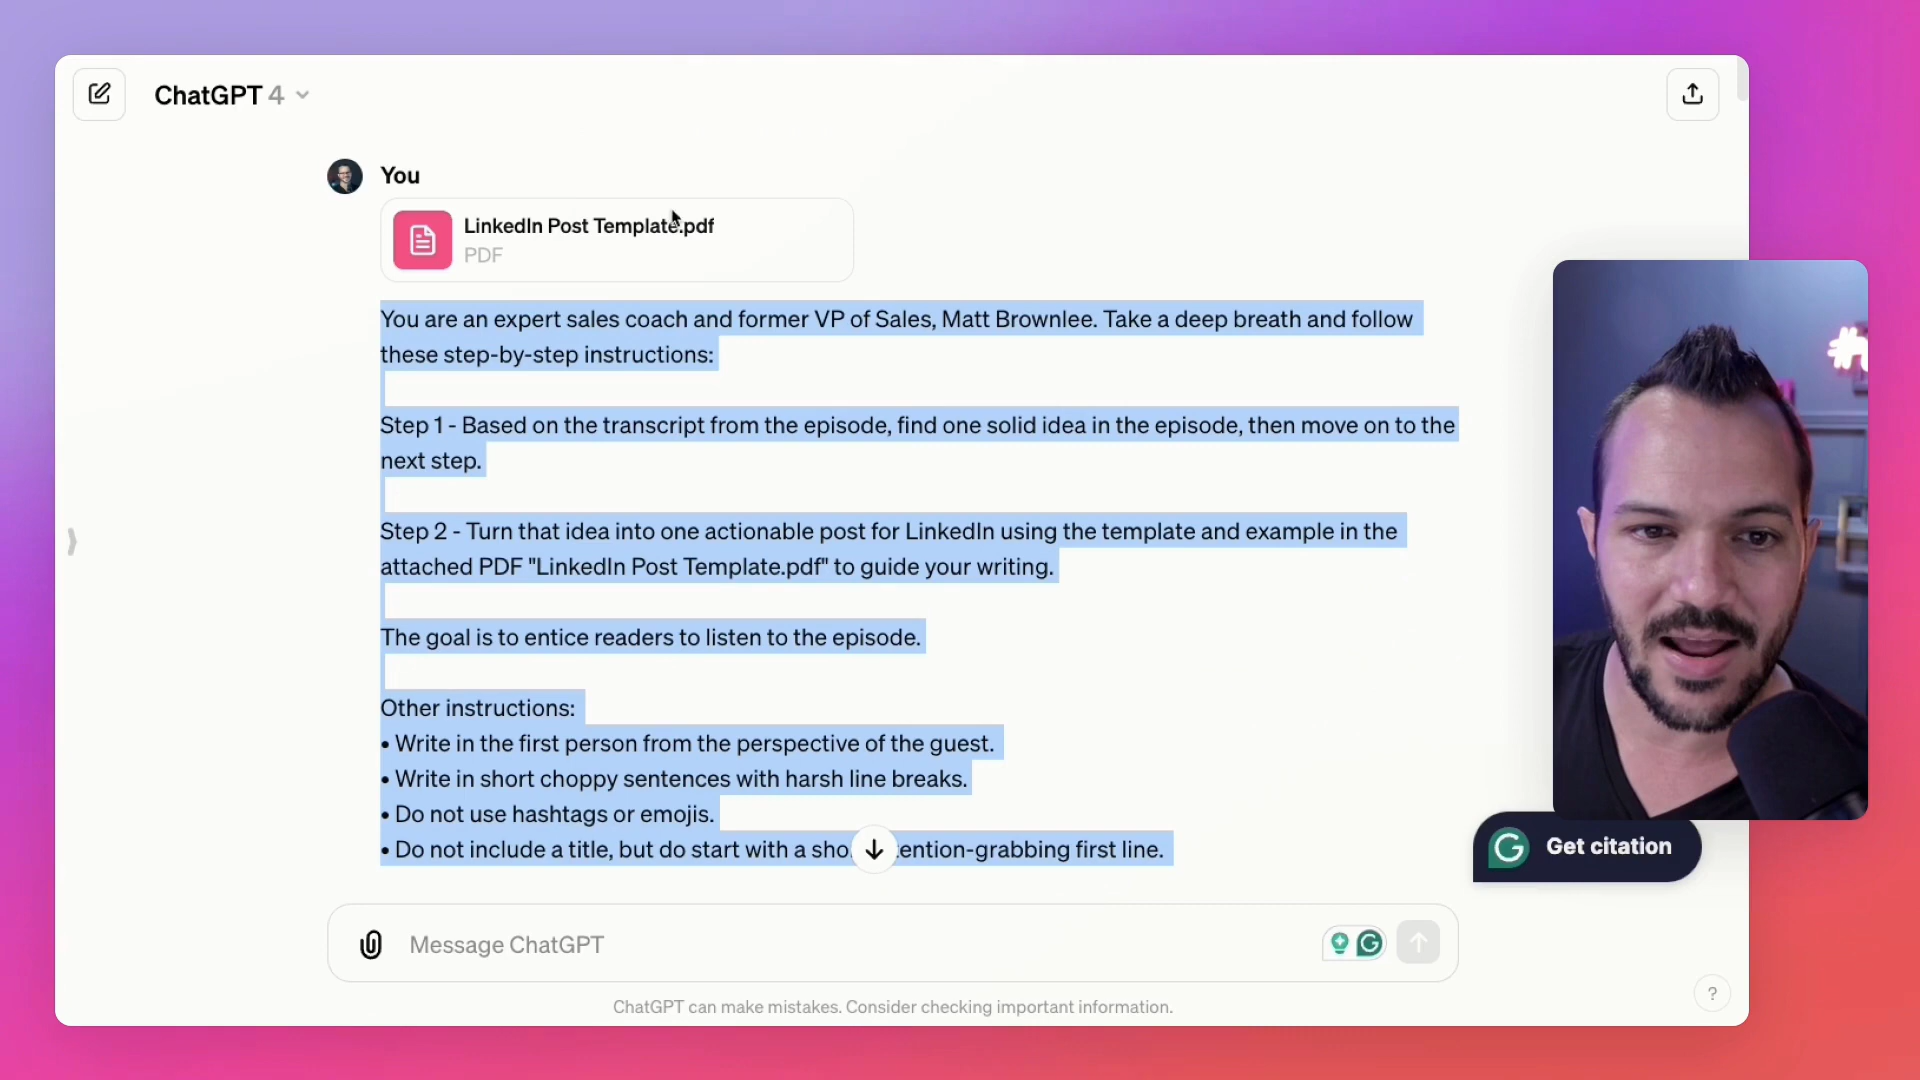 ChatGPT 4
You
LinkedIn Post Template.pdf
PDF
You are an expert sales coach and former VP of Sales, Matt Brownlee. Take a deep breath and follow
these step-by-step instructions:
Step 1 - Based on the transcript from the episode, find one solid idea in the episode, then move on to the
next step.
Step 2 - Turn that idea into one actionable post for LinkedIn using the template and example in the
attached PDF "LinkedIn Post Template.pdf" to guide your writing.
The goal is to entice readers to listen to the episode.
Other instructions:
• Write in the first person from the perspective of the guest.
• Write in short choppy sentences with harsh line breaks.
• Do not use hashtags or emojis.
• Do not include a title, but do start with a sho ention-grabbing first line.
Get citation
Message ChatGPT
ChatGPT can make mistakes. Consider checking important information.
?